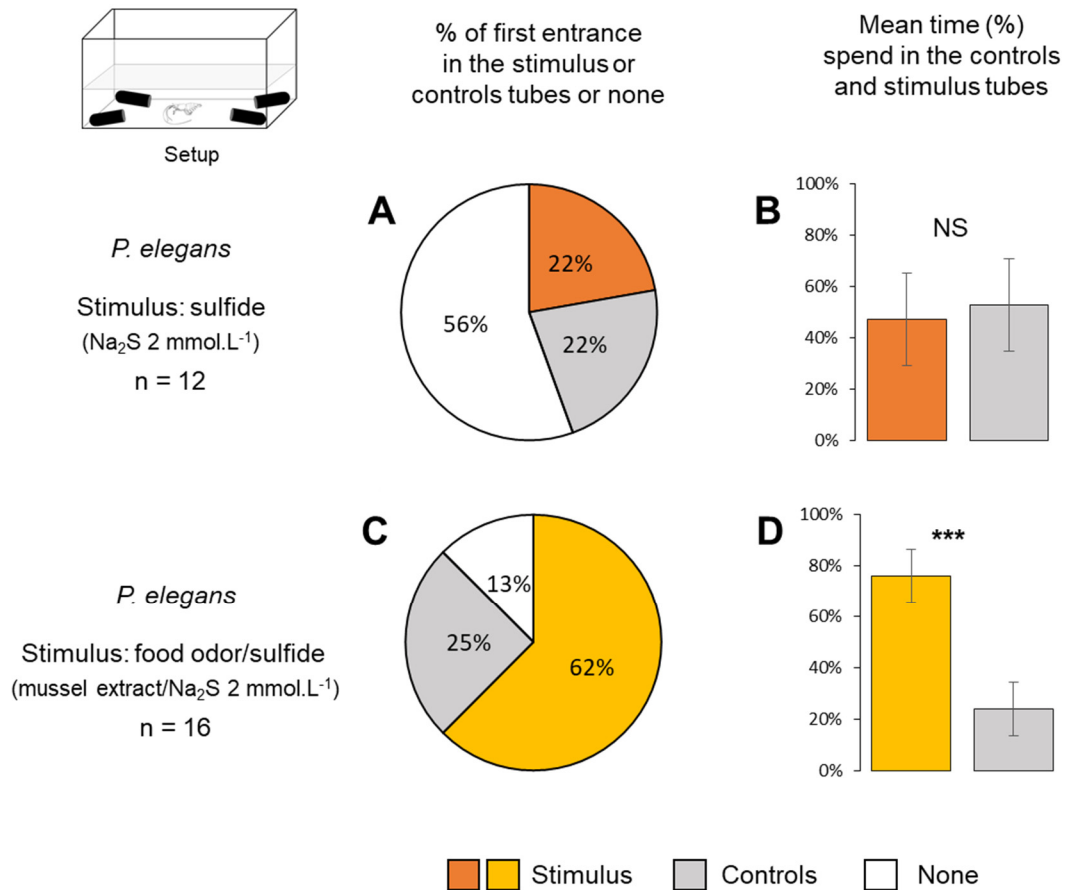 % of first entrance
in the stimulus or
controls tubes or none
Mean time (%)
spend in the controls
and stimulus tubes
Setup
P. elegans
Stimulus: sulfide
(Na₂S 2 mmol.L⁻¹)
n = 12
A
22%
22%
56%
B
100%
80%
60%
40%
20%
0%
NS
P. elegans
Stimulus: food odor/sulfide
(mussel extract/Na₂S 2 mmol.L⁻¹)
n = 16
C
13%
25%
62%
D
100%
80%
60%
40%
20%
0%
***
Stimulus
Controls
None